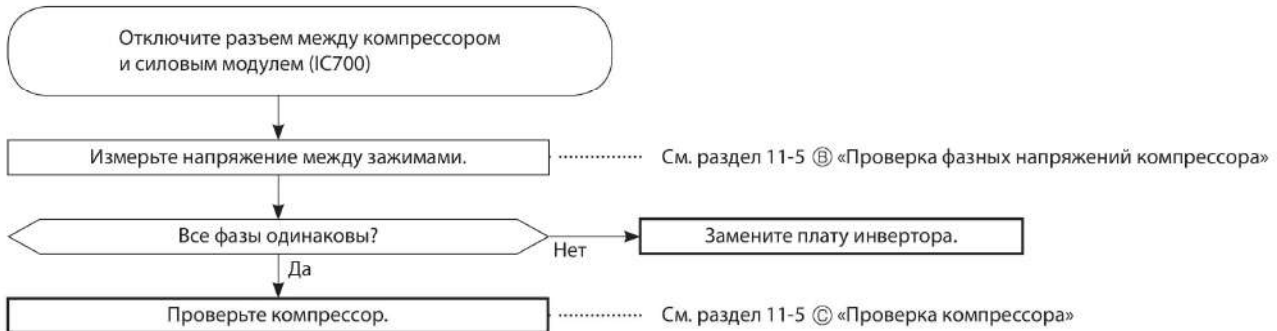 Отключите разъем между компрессором
и силовым модулем (IC700)
Измерьте напряжение между зажимами.
См. раздел 11-5 Ⓑ «Проверка фазных напряжений компрессора»
Все фазы одинаковы?
Нет
Замените плату инвертора.
Да
Проверьте компрессор.
См. раздел 11-5 Ⓒ «Проверка компрессора»